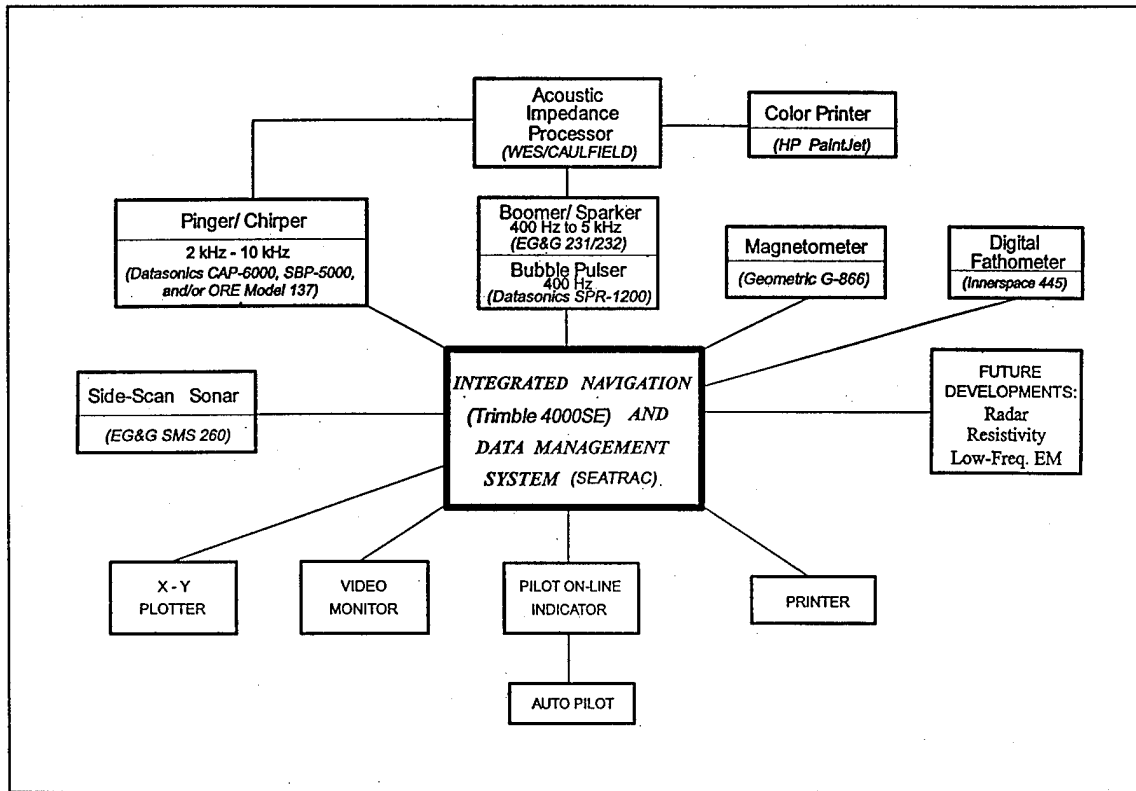 Acoustic
Impedance
Processor
(WES/CAULFIELD)
Color Printer
(HP PaintJet)
Pinger/ Chirper
2 kHz - 10 kHz
(Datasonics CAP-6000, SBP-5000,
and/or ORE Model 137)
Boomer/ Sparker
400 Hz to 5 kHz
(EG&G 231/232)
Bubble Pulser
400 Hz
(Datasonics SPR-1200)
Magnetometer
(Geometric G-866)
Digital
Fathometer
(Innerspace 445)
Side-Scan Sonar
(EG&G SMS 260)
INTEGRATED NAVIGATION
(Trimble 4000SE) AND
DATA MANAGEMENT
SYSTEM (SEATRAC)
FUTURE
DEVELOPMENTS:
Radar
Resistivity
Low-Freq. EM
X - Y
PLOTTER
VIDEO
MONITOR
PILOT ON-LINE
INDICATOR
PRINTER
AUTO PILOT